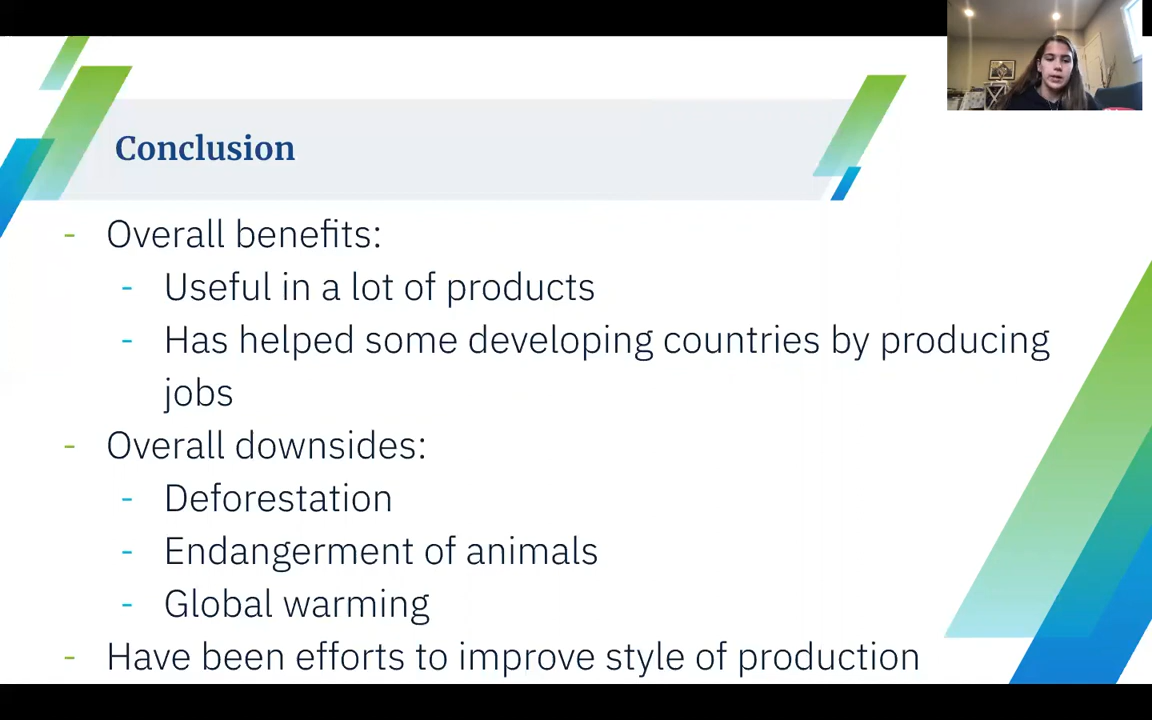 Conclusion
- Overall benefits:
- Useful in a lot of products
- Has helped some developing countries by producing
jobs
- Overall downsides:
- Deforestation
- Endangerment of animals
- Global warming
- Have been efforts to improve style of production